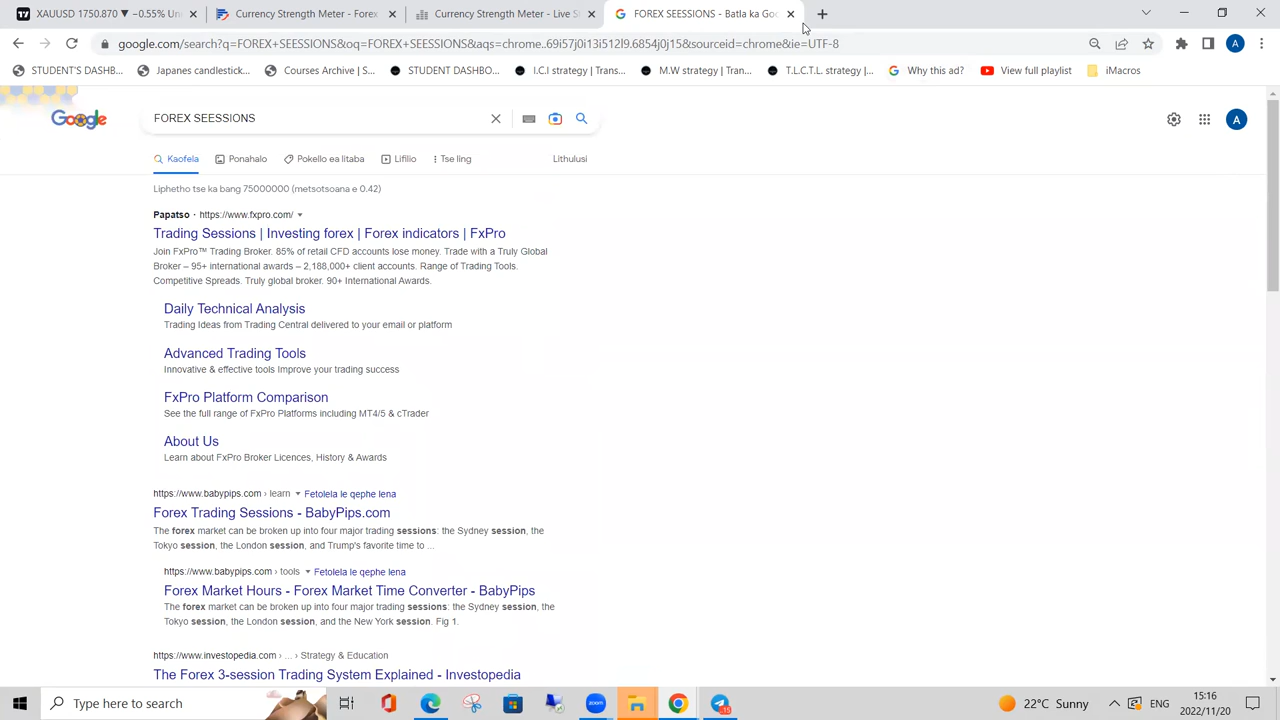 XAUUSD 1750.870 ▼ −0.55% Un
Currency Strength Meter - Forex
Currency Strength Meter - Live S
FOREX SEESSIONS - Batla ka Goo
google.com/search?q=FOREX+SEESSIONS&oq=FOREX+SEESSIONS&aqs=chrome..69i57j0i13i512l9.6854j0j15&sourceid=chrome&ie=UTF-8
A
STUDENT'S DASHB...
Japanes candlestick...
Courses Archive | S...
STUDENT DASHBO...
I.C.I strategy | Trans...
M.W strategy | Tran...
T.L.C.T.L. strategy |...
Why this ad?
View full playlist
iMacros
Google
FOREX SEESSIONS
A
Kaofela
Ponahalo
Pokello ea litaba
Lifilio
Tse ling
Lithulusi
Liphetho tse ka bang 75000000 (metsotsoana e 0.42)
Papatso · https://www.fxpro.com/
Trading Sessions | Investing forex | Forex indicators | FxPro
Join FxPro™ Trading Broker. 85% of retail CFD accounts lose money. Trade with a Truly Global
Broker – 95+ international awards – 2,188,000+ client accounts. Range of Trading Tools.
Competitive Spreads. Truly global broker. 90+ International Awards.
Daily Technical Analysis
Trading Ideas from Trading Central delivered to your email or platform
Advanced Trading Tools
Innovative & effective tools Improve your trading success
FxPro Platform Comparison
See the full range of FxPro Platforms including MT4/5 & cTrader
About Us
Learn about FxPro Broker Licences, History & Awards
https://www.babypips.com › learn
Fetolela le qephe lena
Forex Trading Sessions - BabyPips.com
The forex market can be broken up into four major trading sessions: the Sydney session, the
Tokyo session, the London session, and Trump's favorite time to ...
https://www.babypips.com › tools
Fetolela le qephe lena
Forex Market Hours - Forex Market Time Converter - BabyPips
The forex market can be broken up into four major trading sessions: the Sydney session, the
Tokyo session, the London session, and the New York session. Fig 1.
https://www.investopedia.com › ... › Strategy & Education
The Forex 3-session Trading System Explained - Investopedia
Type here to search
zoom
15
22°C Sunny
ENG
15:16
2022/11/20